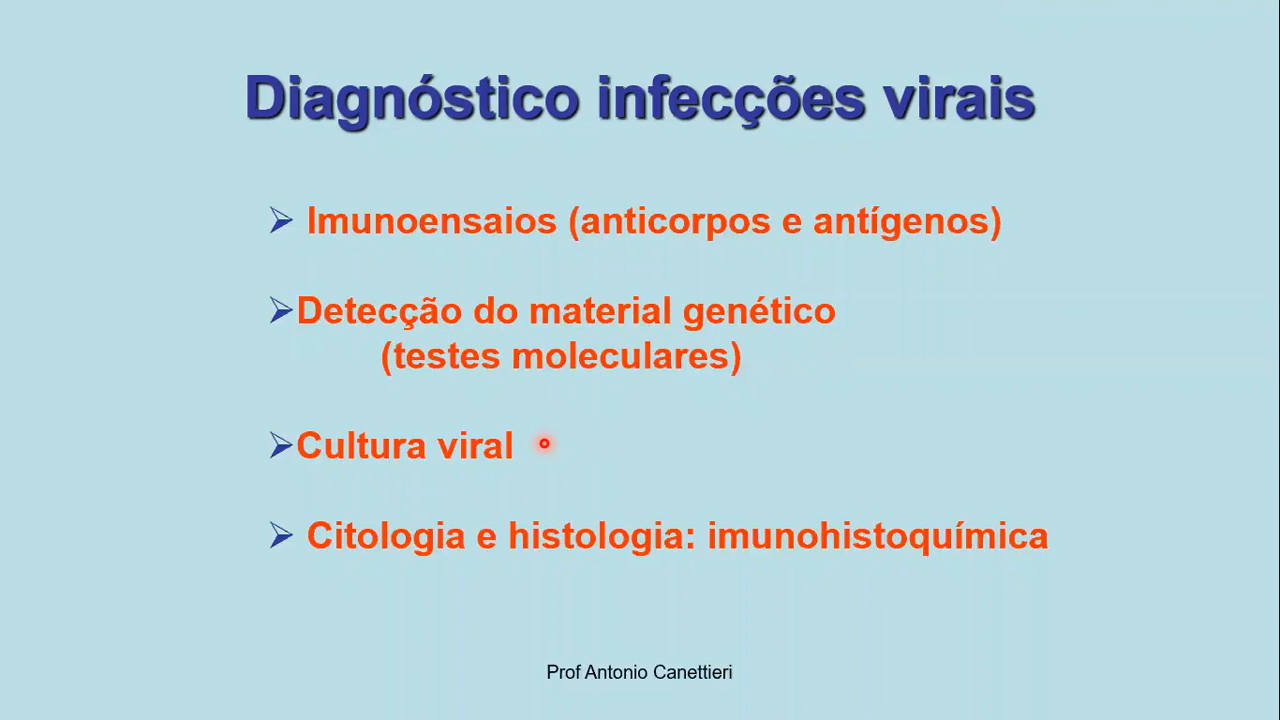 Diagnóstico infecções virais
Imunoensaios (anticorpos e antígenos)
Detecção do material genético
(testes moleculares)
Cultura viral
Citologia e histologia: imunohistoquímica
Prof Antonio Canettieri